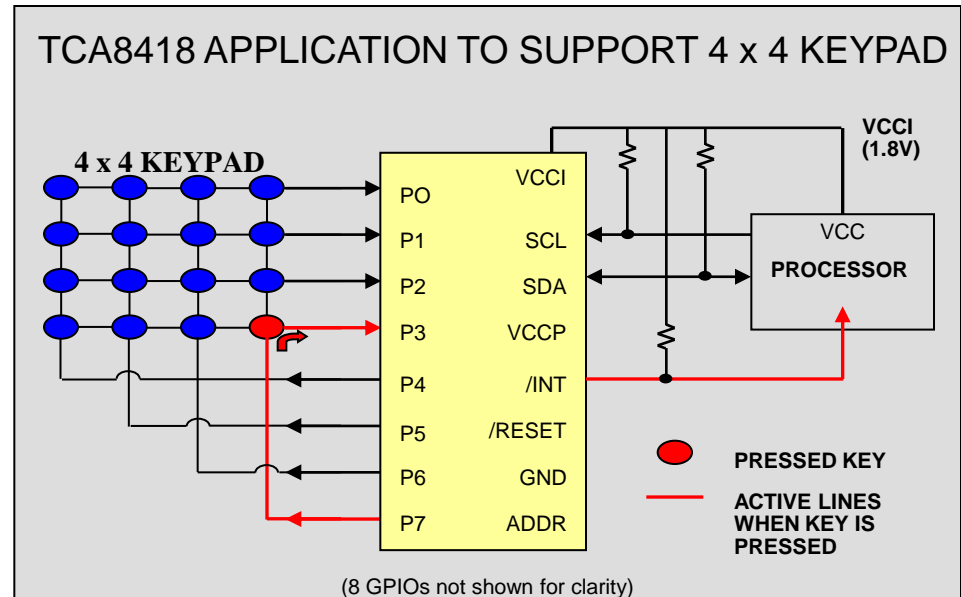 TCA8418 APPLICATION TO SUPPORT 4 x 4 KEYPAD
4 x 4 KEYPAD
VCCI
(1.8V)
PO
P1
P2
P3
P4
P5
P6
P7
VCCI
SCL
SDA
VCCP
/INT
/RESET
GND
ADDR
VCC
PROCESSOR
PRESSED KEY
ACTIVE LINES
WHEN KEY IS
PRESSED
(8 GPIOs not shown for clarity)